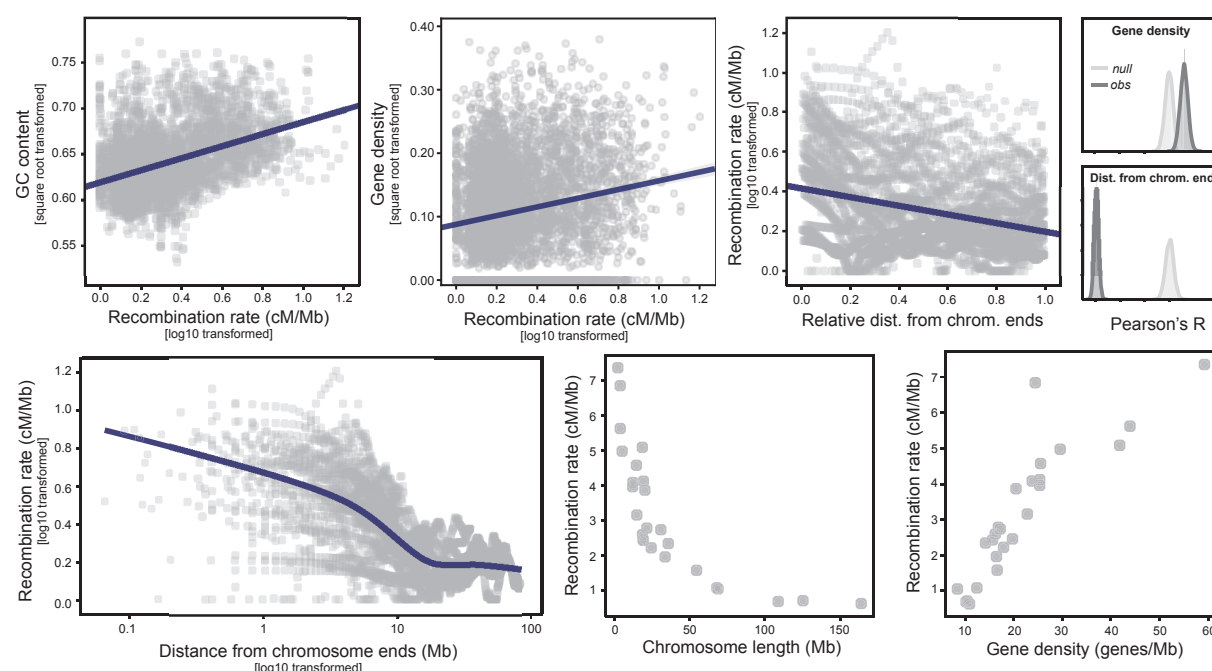 GC content
[square root transformed]
0.75
0.70
0.65
0.60
0.55
0.0 0.2 0.4 0.6 0.8 1.0 1.2
Recombination rate (cM/Mb)
[log10 transformed]
Gene density
[square root transformed]
0.40
0.30
0.20
0.10
0.00
0.0 0.2 0.4 0.6 0.8 1.0 1.2
Recombination rate (cM/Mb)
[log10 transformed]
Recombination rate (cM/Mb)
[log10 transformed]
1.2
1.0
0.8
0.6
0.4
0.2
0.0
0.0 0.2 0.4 0.6 0.8 1.0
Relative dist. from chrom. ends
Gene density
null
obs
Dist. from chrom. end
Pearson's R
Recombination rate (cM/Mb)
[log10 transformed]
1.2
1.0
0.8
0.6
0.4
0.2
0.0
0.1 1 10 100
Distance from chromosome ends (Mb)
[log10 transformed]
Recombination rate (cM/Mb)
7
6
5
4
3
2
1
0 50 100 150
Chromosome length (Mb)
Recombination rate (cM/Mb)
7
6
5
4
3
2
1
10 20 30 40 50 60
Gene density (genes/Mb)